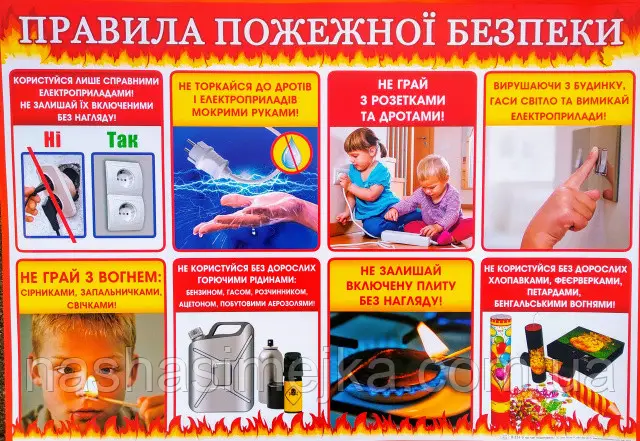 ПРАВИЛА ПОЖЕЖНОЇ БЕЗПЕКИ
КОРИСТУЙСЯ ЛИШЕ СПРАВНИМИ
ЕЛЕКТРОПРИЛАДАМИ!
НЕ ЗАЛИШАЙ ЇХ ВКЛЮЧЕНИМИ
БЕЗ НАГЛЯДУ!
Ні Так
НЕ ТОРКАЙСЯ ДО ДРОТІВ
І ЕЛЕКТРОПРИЛАДІВ
МОКРИМИ РУКАМИ!
НЕ ГРАЙ
З РОЗЕТКАМИ
ТА ДРОТАМИ!
ВИРУШАЮЧИ З БУДИНКУ,
ГАСИ СВІТЛО ТА ВИМИКАЙ
ЕЛЕКТРОПРИЛАДИ!
НЕ ГРАЙ З ВОГНЕМ:
СІРНИКАМИ, ЗАПАЛЬНИЧКАМИ,
СВІЧКАМИ!
НЕ КОРИСТУЙСЯ БЕЗ ДОРОСЛИХ
ГОРЮЧИМИ РІДИНАМИ:
БЕНЗИНОМ, ГАСОМ, РОЗЧИННИКОМ,
АЦЕТОНОМ, ПОБУТОВИМИ АЕРОЗОЛЯМИ!
НЕ ЗАЛИШАЙ
ВКЛЮЧЕНУ ПЛИТУ
БЕЗ НАГЛЯДУ!
НЕ КОРИСТУЙСЯ БЕЗ ДОРОСЛИХ
ХЛОПАВКАМИ, ФЕЄРВЕРКАМИ,
ПЕТАРДАМИ,
БЕНГАЛЬСЬКИМИ ВОГНЯМИ!
nashasimejka.com.ua